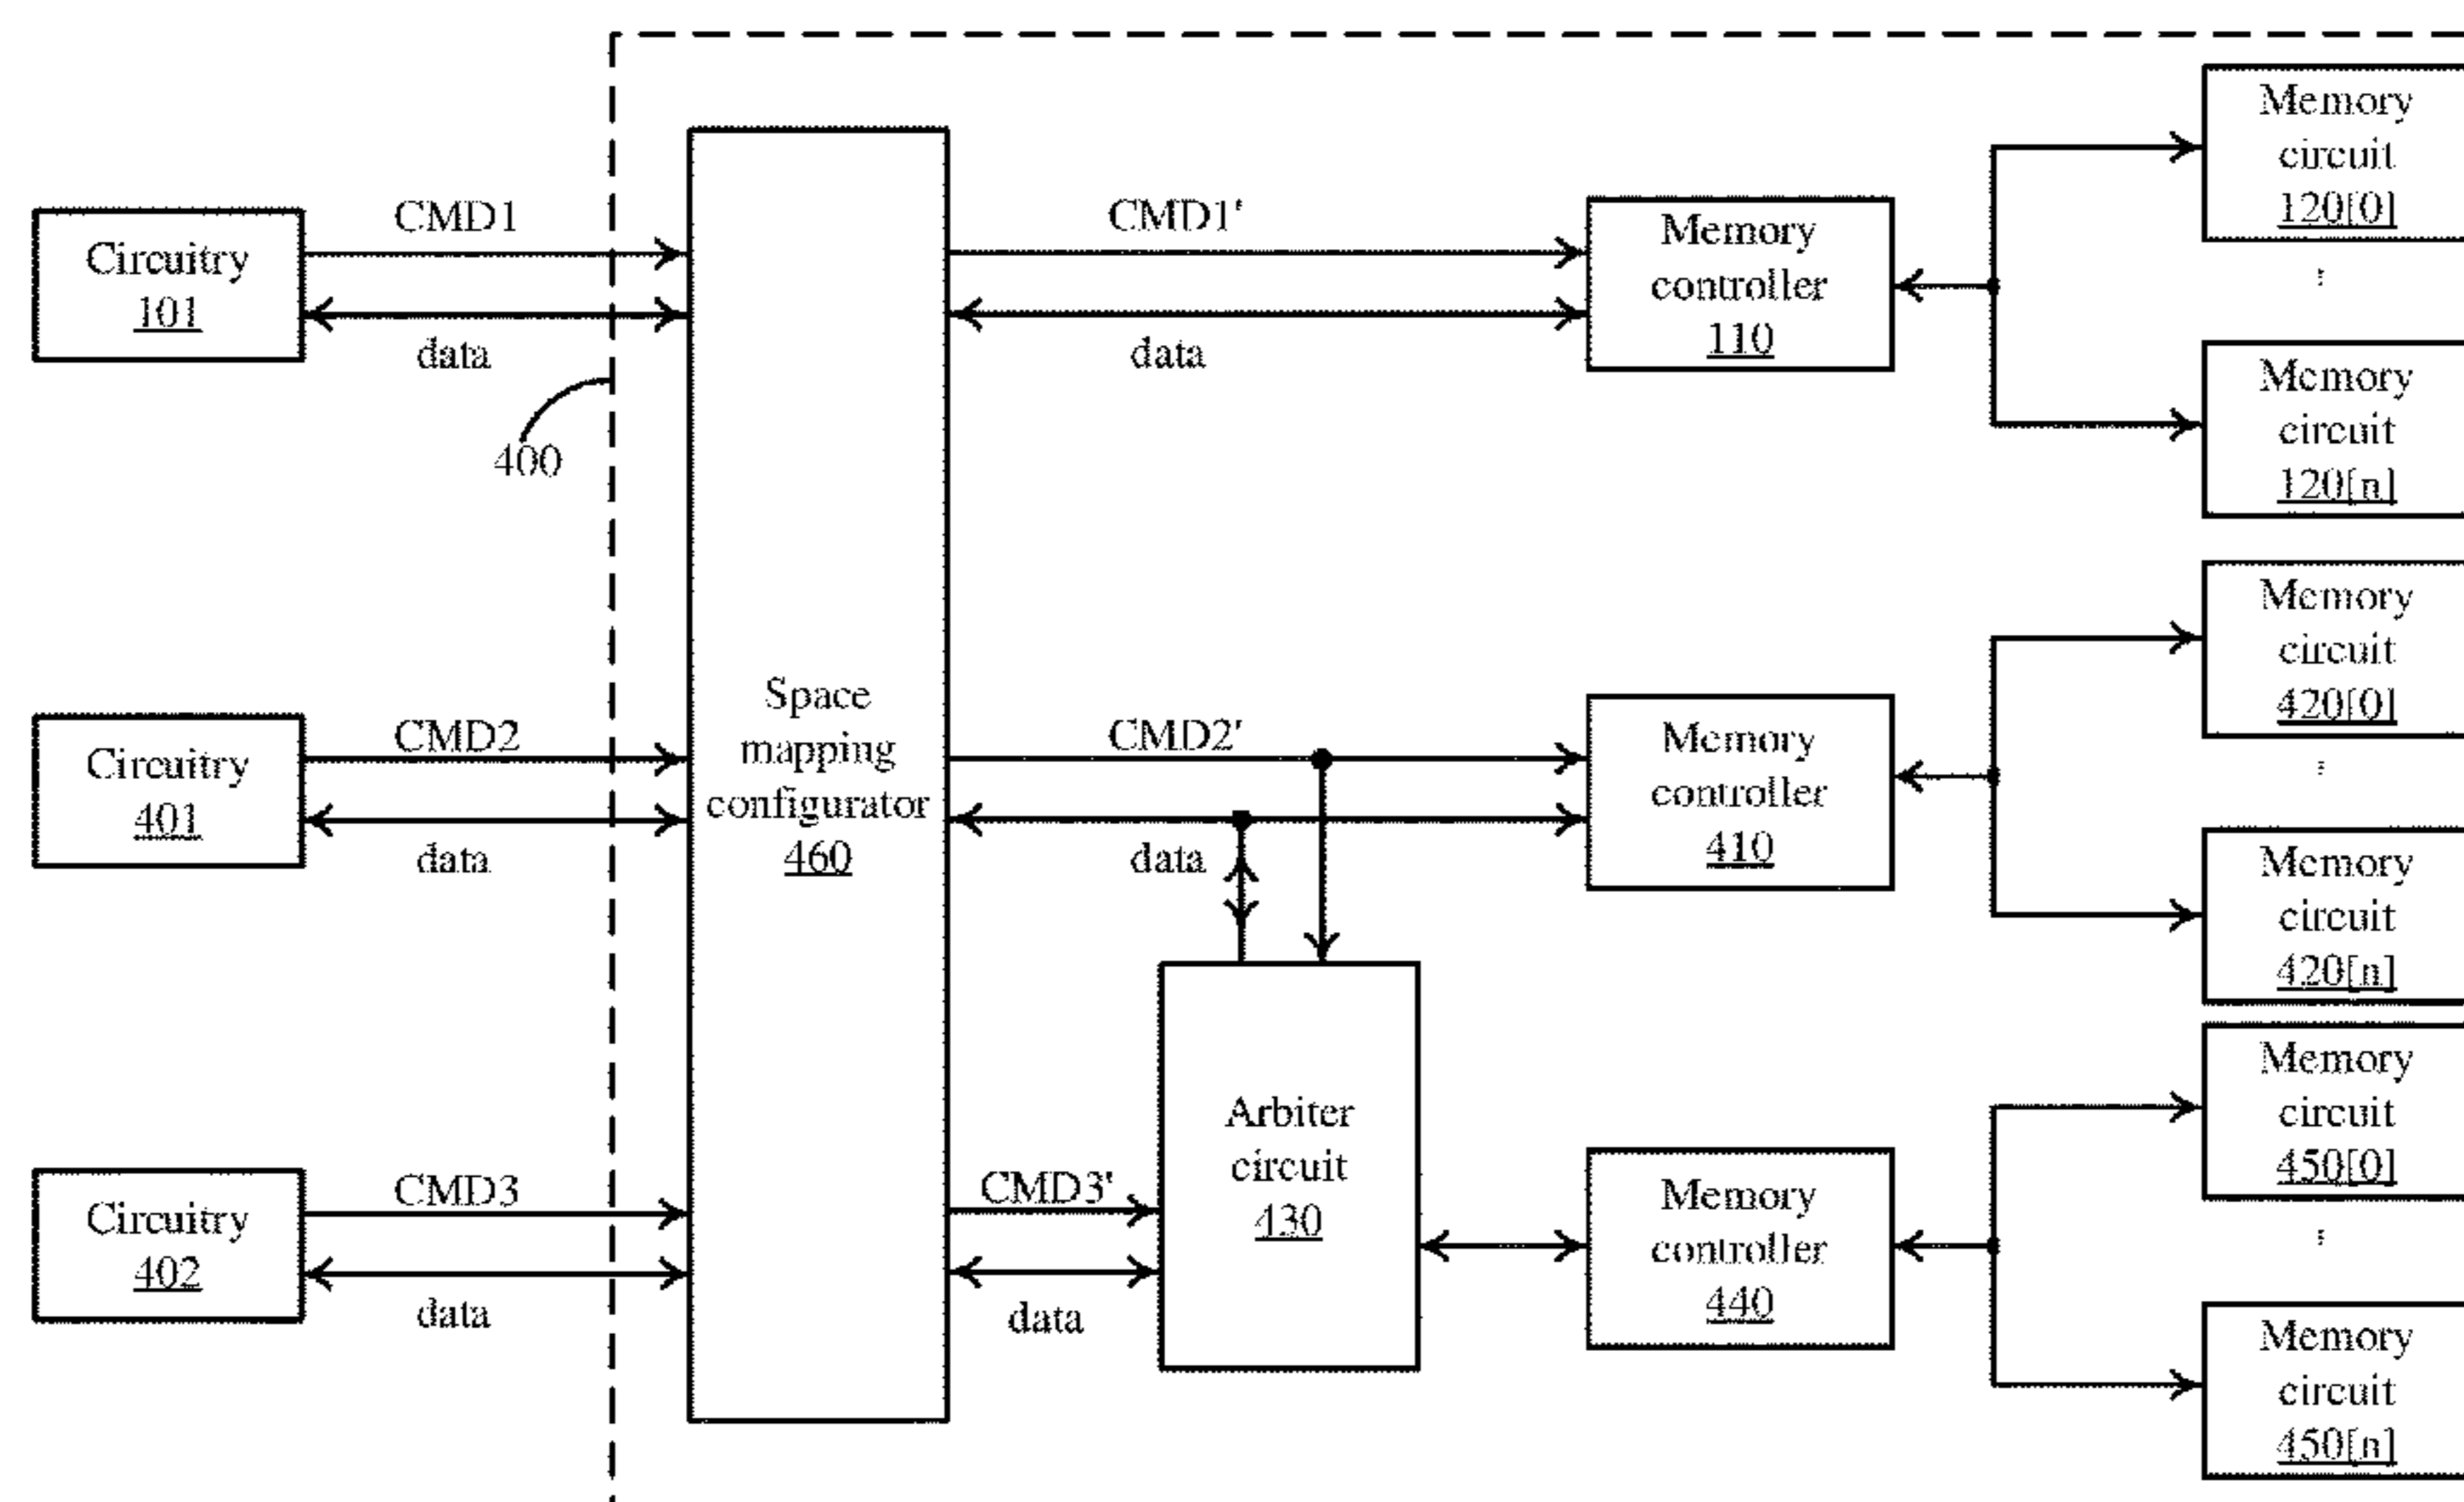 Circuitry
101
CMD1
data
400
Circuitry
401
CMD2
data
Circuitry
402
CMD3
data
Space
mapping
configurator
460
CMD1'
data
CMD2'
data
CMD3'
data
Arbiter
circuit
430
Memory
controller
110
Memory
controller
410
Memory
controller
440
Memory
circuit
120[0]
Memory
circuit
120[n]
Memory
circuit
420[0]
Memory
circuit
420[n]
Memory
circuit
450[0]
Memory
circuit
450[n]